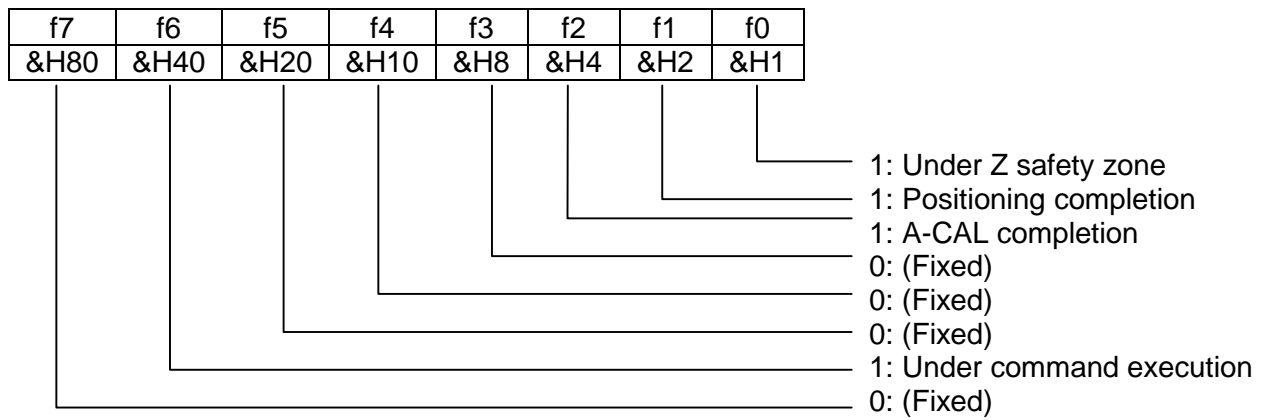 f7 f6 f5 f4 f3 f2 f1 f0
&H80 &H40 &H20 &H10 &H8 &H4 &H2 &H1
1: Under Z safety zone
1: Positioning completion
1: A-CAL completion
0: (Fixed)
0: (Fixed)
0: (Fixed)
1: Under command execution
0: (Fixed)